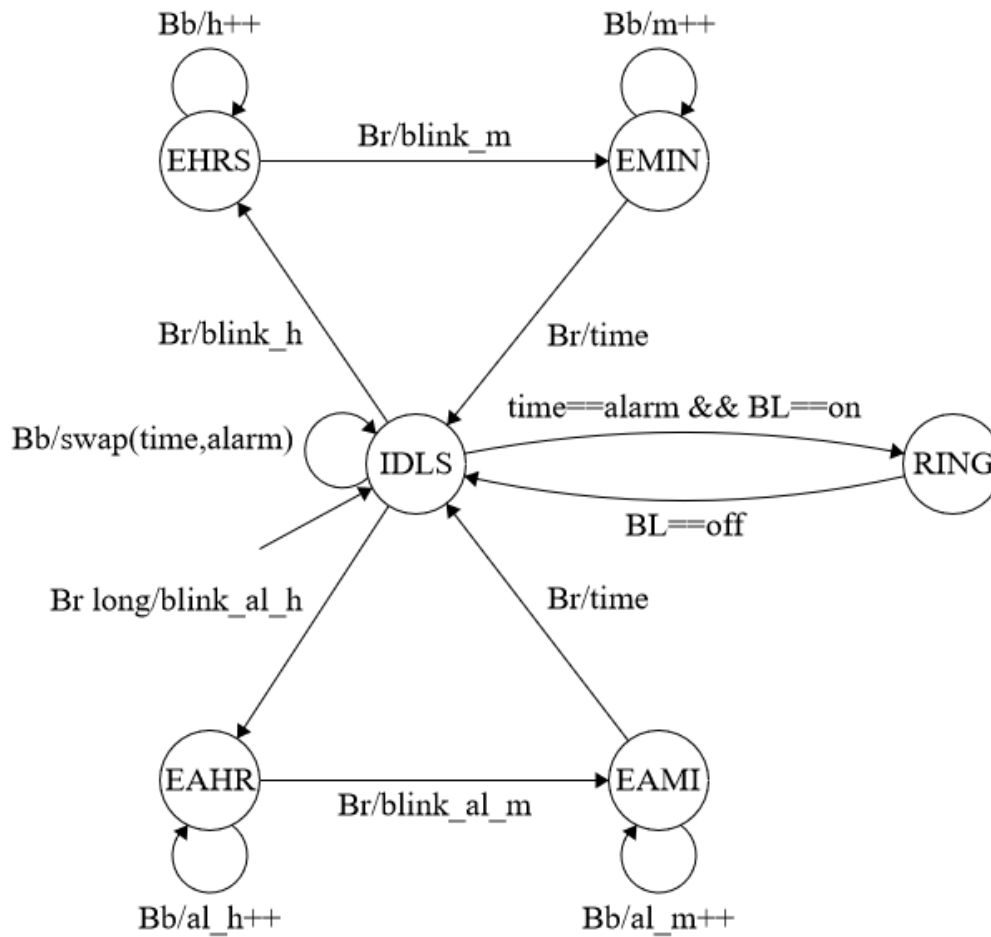 Bb/h++
Bb/m++
EHRS
Br/blink_m
EMIN
Br/blink_h
Br/time
time==alarm && BL==on
Bb/swap(time,alarm)
IDLS
RING
BL==off
Br long/blink_al_h
Br/time
EAHR
Br/blink_al_m
EAMI
Bb/al_h++
Bb/al_m++